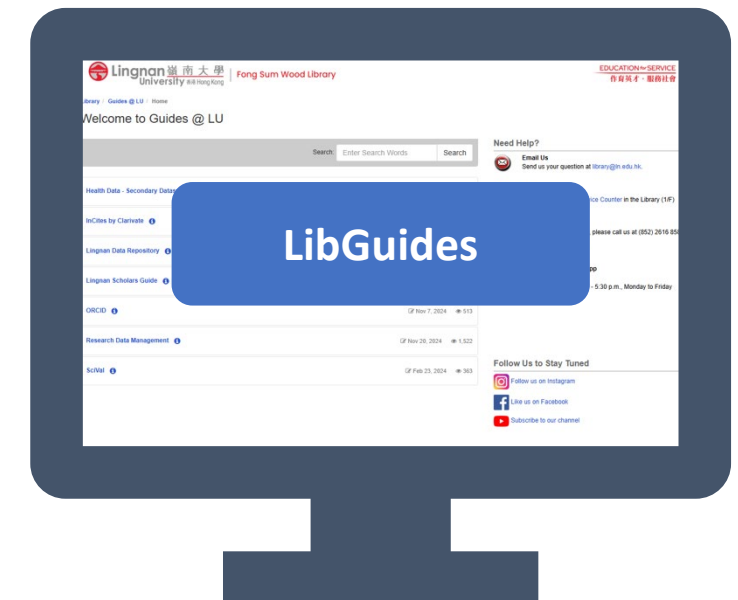 Lingnan 嶺南大學 Fong Sum Wood Library
University Hong Kong
EDUCATION for SERVICE
作育英才·服務社會
Library / Guides @ LU / Home
Welcome to Guides @ LU
Search: Enter Search Words Search
Health Data - Secondary
InCites by Clarivate
Lingnan Data Repository
Lingnan Scholars Guide
ORCID Nov 7, 2024 513
Research Data Management Nov 20, 2024 1,522
SciVal Feb 23, 2024 363
LibGuides
Need Help?
Email Us
Send us your question at library@ln.edu.hk.
Counter in the Library (1/F)
please call us at (852) 2616
- 5:30 p.m., Monday to Friday
Follow Us to Stay Tuned
Follow us on Instagram
Like us on Facebook
Subscribe to our channel